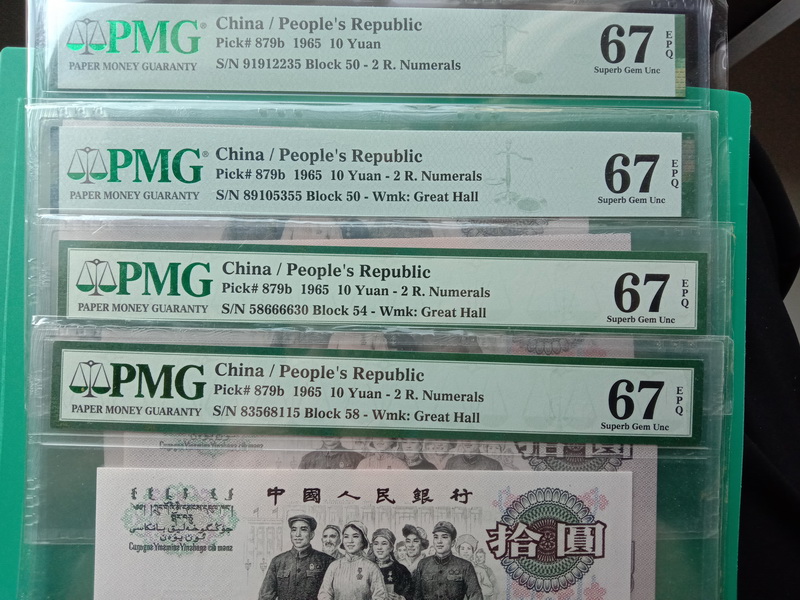 PMG®
PAPER MONEY GUARANTY
China / People's Republic
Pick# 879b 1965 10 Yuan
S/N 91912235 Block 50 - 2 R. Numerals
67
EPQ
Superb Gem Unc
PMG®
PAPER MONEY GUARANTY
China / People's Republic
Pick# 879b 1965 10 Yuan - 2 R. Numerals
S/N 89105355 Block 50 - Wmk: Great Hall
67
EPQ
Superb Gem Unc
PMG
PAPER MONEY GUARANTY
China / People's Republic
Pick# 879b 1965 10 Yuan - 2 R. Numerals
S/N 58666630 Block 54 - Wmk: Great Hall
67
EPQ
Superb Gem Unc
PMG
PAPER MONEY GUARANTY
China / People's Republic
Pick# 879b 1965 10 Yuan - 2 R. Numerals
S/N 83568115 Block 58 - Wmk: Great Hall
67
EPQ
Superb Gem Unc
中國人民銀行
拾圓